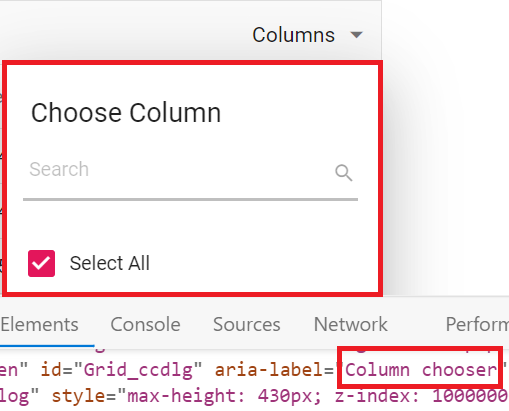 Columns
Choose Column
Search
Select All
Elements Console Sources Network Perform
en" id="Grid_ccdlg" aria-label="Column chooser"
log" style="max-height: 430px; z-index: 1000000